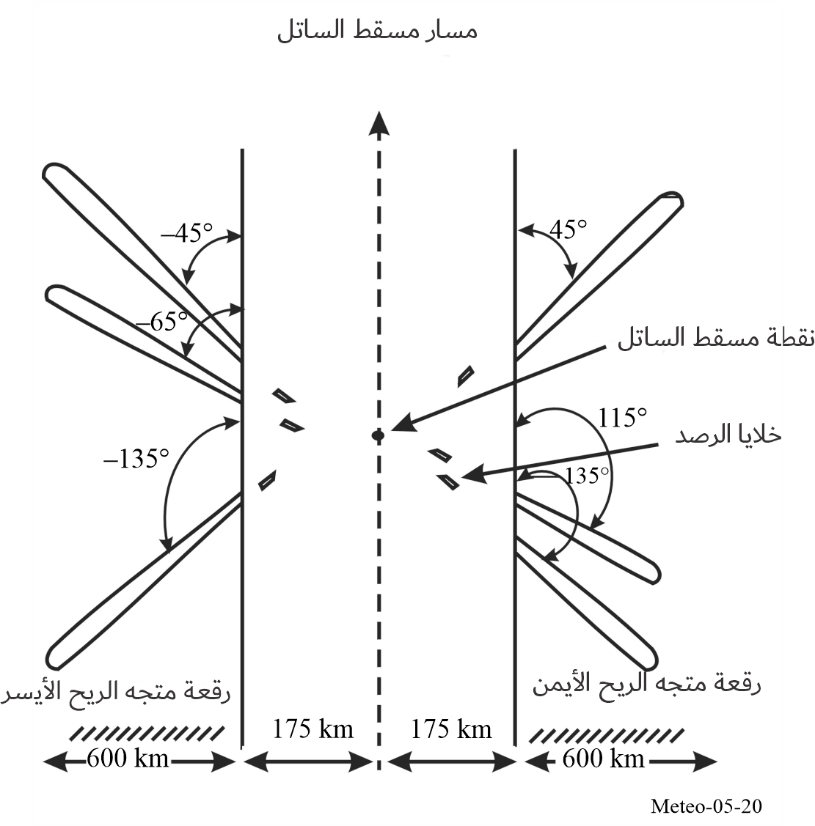 مسار مسقط الساتل
–45°
45°
–65°
نقطة مسقط الساتل
115°
خلايا الرصد
–135°
135°
رقعة متجه الريح الأيسر
رقعة متجه الريح الأيمن
175 km
175 km
600 km
600 km
Meteo-05-20